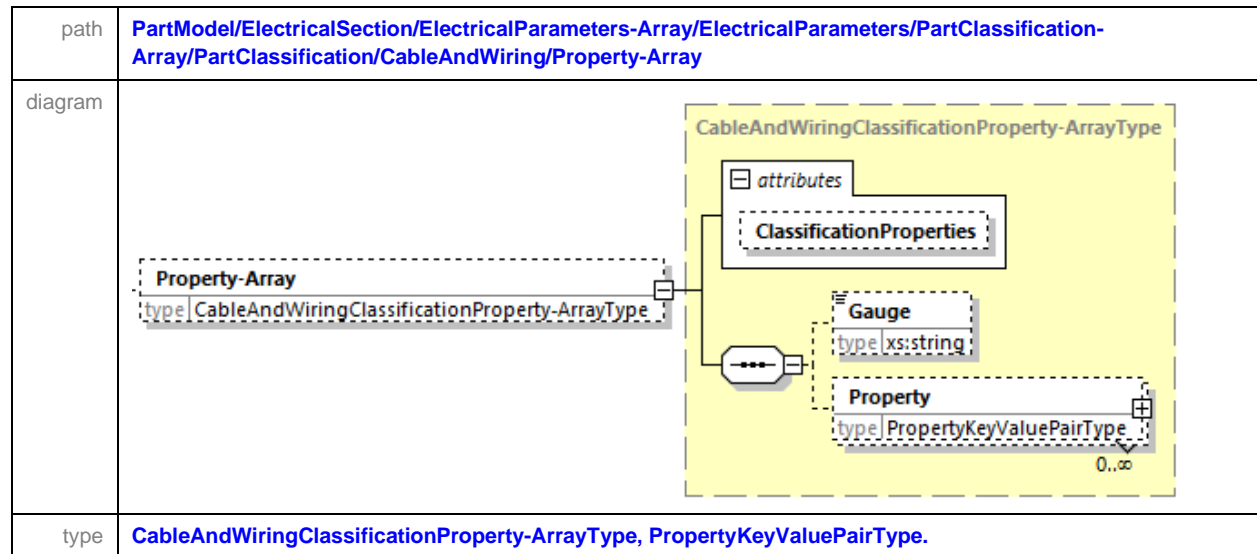 path
PartModel/ElectricalSection/ElectricalParameters-Array/ElectricalParameters/PartClassification-
Array/PartClassification/CableAndWiring/Property-Array
diagram
CableAndWiringClassificationProperty-ArrayType
attributes
ClassificationProperties
Property-Array
type CableAndWiringClassificationProperty-ArrayType
Gauge
type xs:string
Property
type PropertyKeyValuePairType
0..∞
type
CableAndWiringClassificationProperty-ArrayType, PropertyKeyValuePairType.